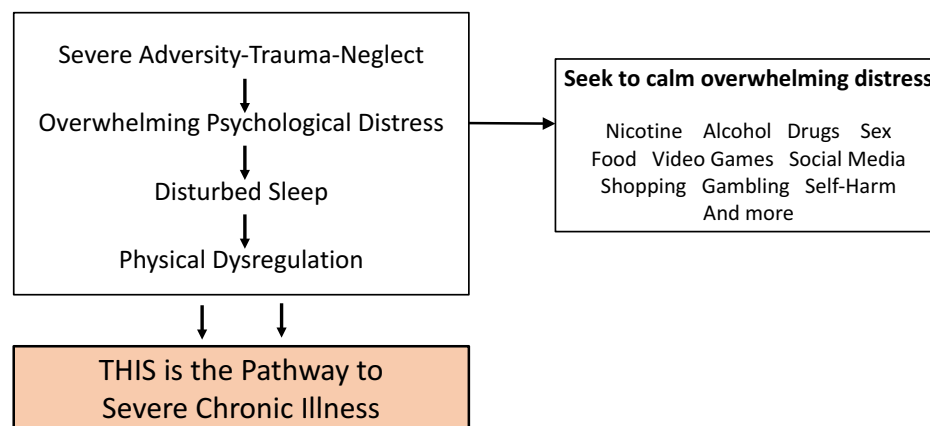 Severe Adversity-Trauma-Neglect
Overwhelming Psychological Distress
Disturbed Sleep
Physical Dysregulation
Seek to calm overwhelming distress
Nicotine Alcohol Drugs Sex
Food Video Games Social Media
Shopping Gambling Self-Harm
And more
THIS is the Pathway to
Severe Chronic Illness